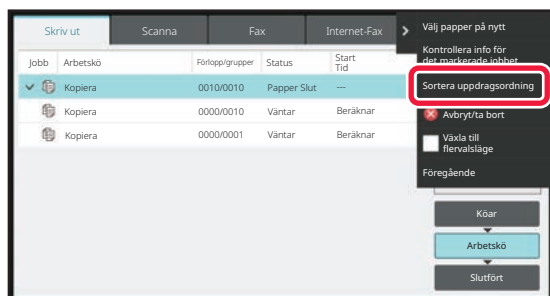 Skriv ut
Scanna
Fax
Internet-Fax
Välj papper på nytt
Kontrollera info för
det markerade jobbet
Sortera uppdragsordning
Avbryt/ta bort
Växla till
flervalsläge
Föregående
Jobb Arbetskö Förlopp/grupper Status Start
Tid
Kopiera 0010/0010 Papper Slut ---
Kopiera 0000/0010 Väntar Beräknar
Kopiera 0000/0001 Väntar Beräknar
Köar
Arbetskö
Slutfört